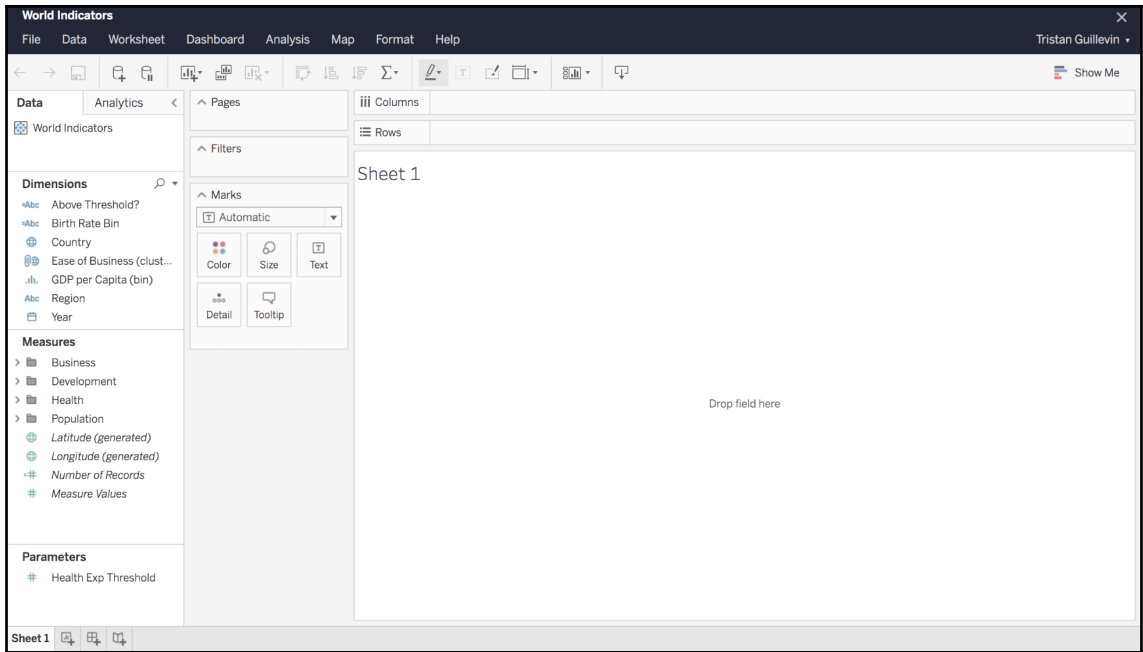 World Indicators
File Data Worksheet Dashboard Analysis Map Format Help Tristan Guillevin
Show Me
Data Analytics
World Indicators
Dimensions
=Abc Above Threshold?
=Abc Birth Rate Bin
Country
Ease of Business (clust...
GDP per Capita (bin)
Abc Region
Year
Measures
Business
Development
Health
Population
Latitude (generated)
Longitude (generated)
=# Number of Records
# Measure Values
Parameters
# Health Exp Threshold
Pages
Filters
Marks
T Automatic
Color Size Text
Detail Tooltip
Columns
Rows
Sheet 1
Drop field here
Sheet 1